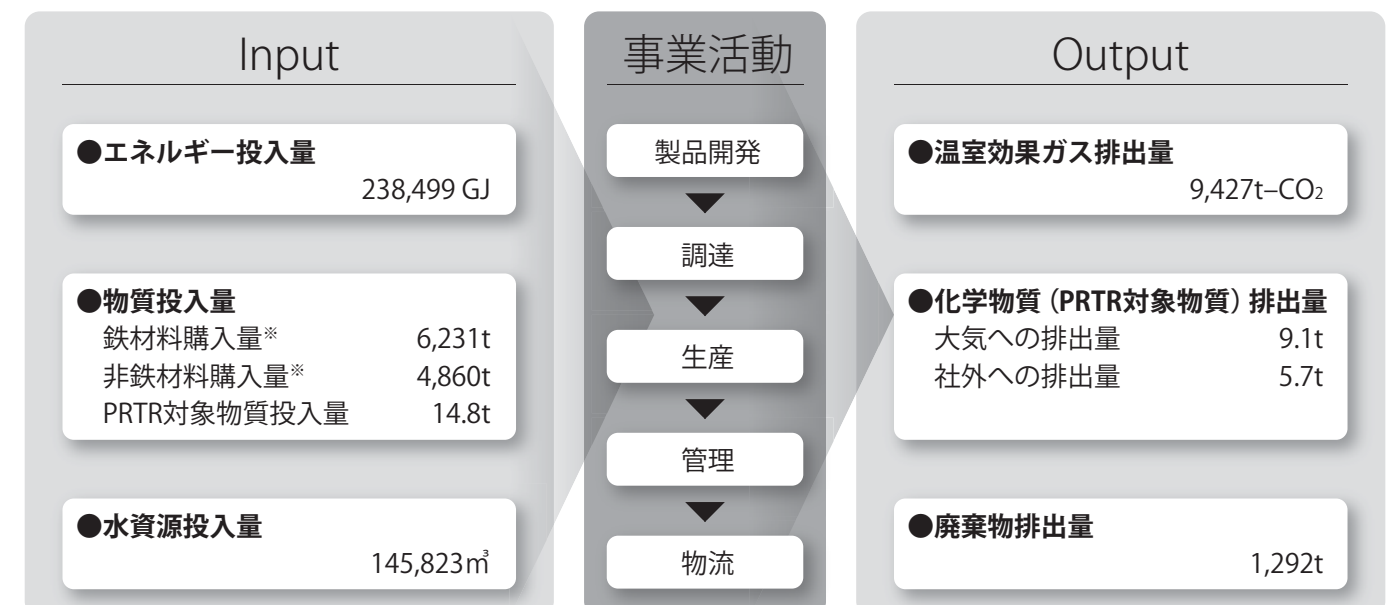 Input
●エネルギー投入量
238,499 GJ
●物質投入量
鉄材料購入量※ 6,231t
非鉄材料購入量※ 4,860t
PRTR対象物質投入量 14.8t
●水資源投入量
145,823㎥
事業活動
製品開発
▼
調達
▼
生産
▼
管理
▼
物流
Output
●温室効果ガス排出量
9,427t–CO₂
●化学物質（PRTR対象物質）排出量
大気への排出量 9.1t
社外への排出量 5.7t
●廃棄物排出量
1,292t